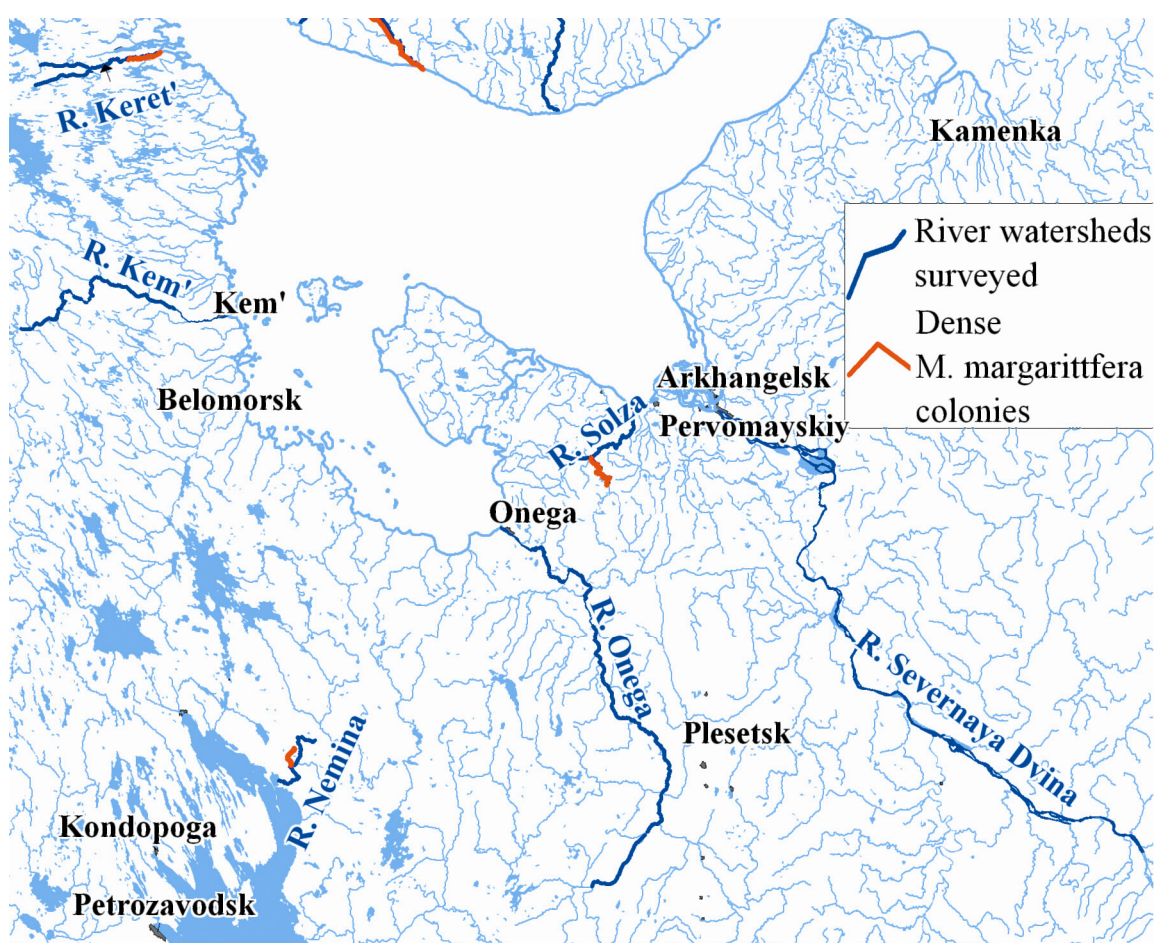 R. Keret'
Kamenka
River watersheds
surveyed
Dense
M. margarittfera
colonies
R. Kem'
Kem'
Arkhangelsk
Belomorsk
R. Solza
Pervomayskiy
Onega
R. Onega
R. Severnaya Dvina
Plesetsk
R. Nemina
Kondopoga
Petrozavodsk